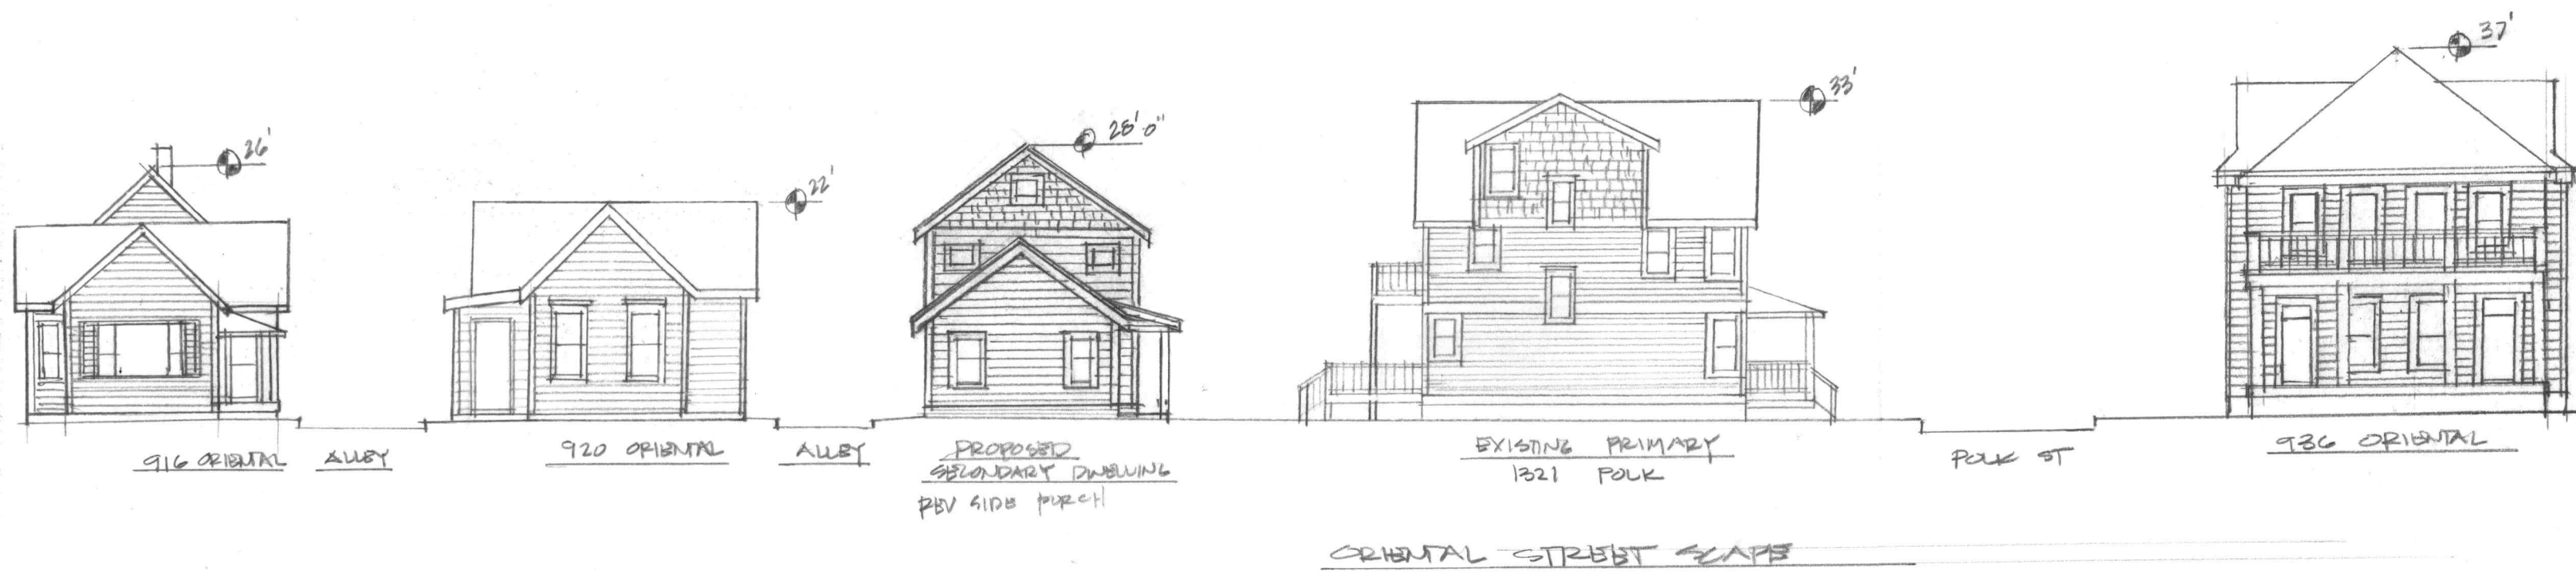 26'
22'
28'-0"
33'
37'
916 ORIENTAL
ALLEY
920 ORIENTAL
ALLEY
PROPOSED
SECONDARY DWELLING
REV SIDE PORCH
EXISTING PRIMARY
1321 POLK
POLK ST
936 ORIENTAL
ORIENTAL STREET SCAPE